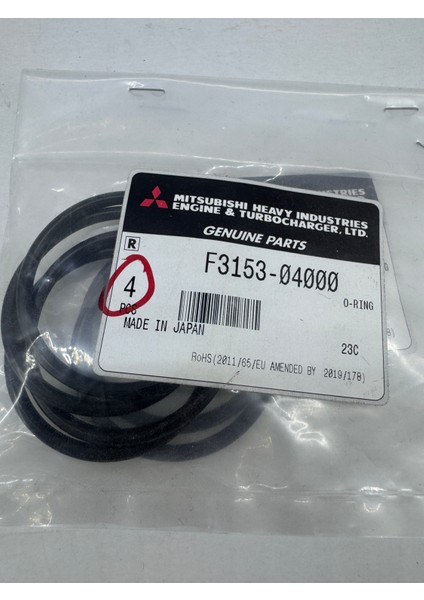 MITSUBISHI HEAVY INDUSTRIES
ENGINE & TURBOCHARGER, LTD.
GENUINE PARTS
R
F3153-04000
4
PCS
O-RING
MADE IN JAPAN
23C
RoHS(2011/65/EU AMENDED BY 2019/178)